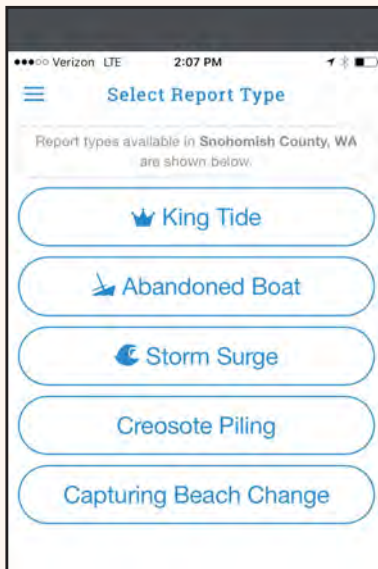 Verizon LTE 2:07 PM
Select Report Type
Report types available in Snohomish County, WA
are shown below.
King Tide
Abandoned Boat
Storm Surge
Creosote Piling
Capturing Beach Change